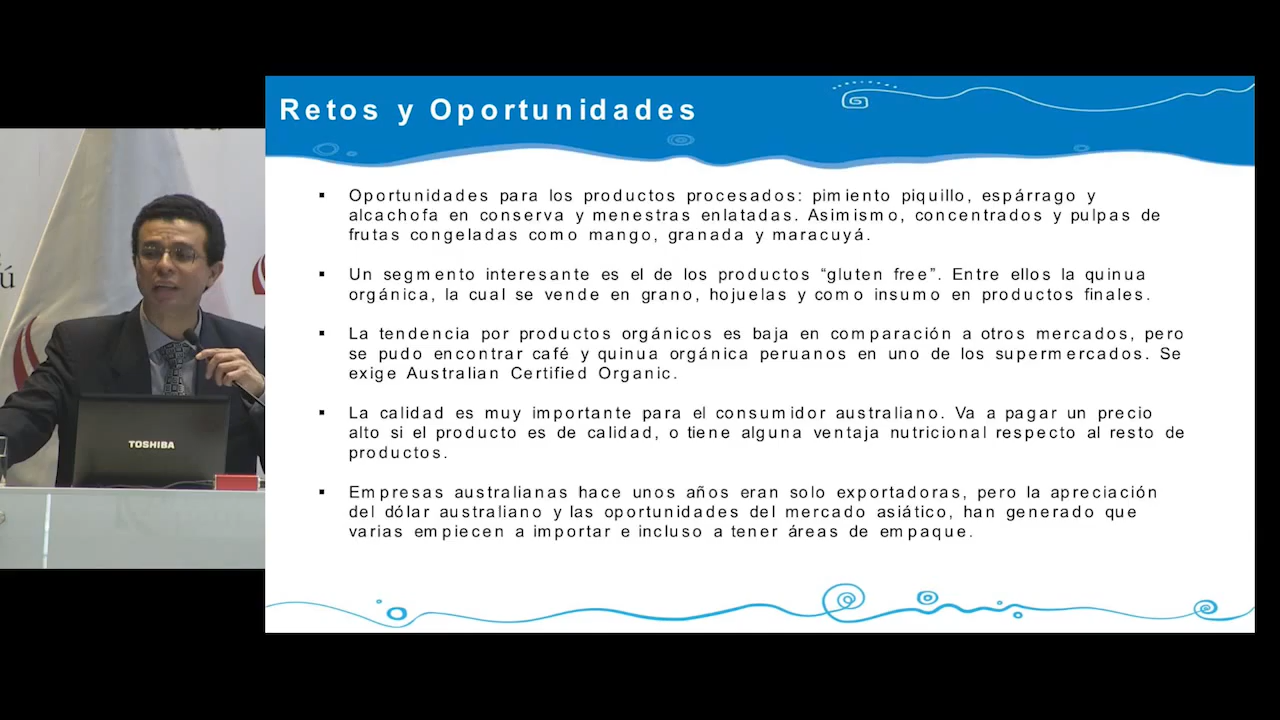 Retos y Oportunidades
▪ Oportunidades para los productos procesados: pimiento piquillo, espárrago y
alcachofa en conserva y menestras enlatadas. Asimismo, concentrados y pulpas de
frutas congeladas como mango, granada y maracuyá.
▪ Un segmento interesante es el de los productos “gluten free”. Entre ellos la quinua
orgánica, la cual se vende en grano, hojuelas y como insumo en productos finales.
▪ La tendencia por productos orgánicos es baja en comparación a otros mercados, pero
se pudo encontrar café y quinua orgánica peruanos en uno de los supermercados. Se
exige Australian Certified Organic.
▪ La calidad es muy importante para el consumidor australiano. Va a pagar un precio
alto si el producto es de calidad, o tiene alguna ventaja nutricional respecto al resto de
productos.
▪ Empresas australianas hace unos años eran solo exportadoras, pero la apreciación
del dólar australiano y las oportunidades del mercado asiático, han generado que
varias empiecen a importar e incluso a tener áreas de empaque.
TOSHIBA